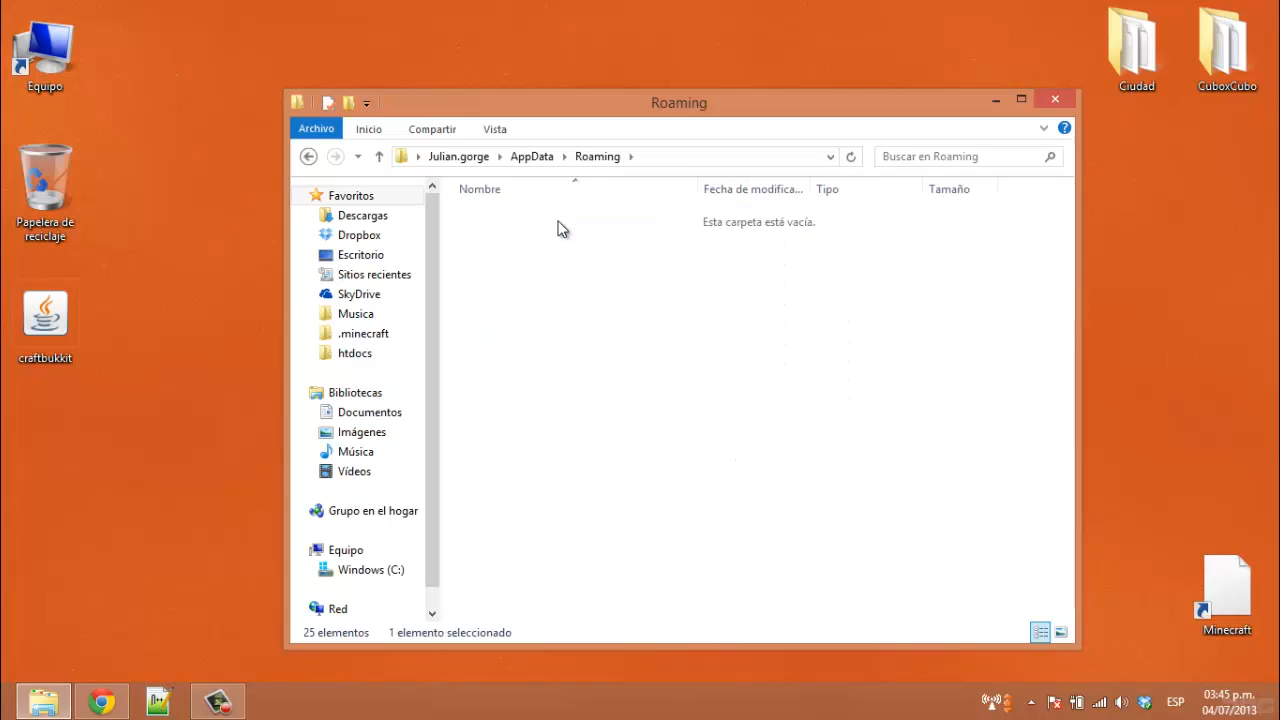 Equipo
Papelera de
reciclaje
craftbukkit
Ciudad
CuboxCubo
Minecraft
Roaming
Archivo
Inicio
Compartir
Vista
Julian.gorge
AppData
Roaming
Buscar en Roaming
Nombre
Fecha de modifica...
Tipo
Tamaño
Esta carpeta está vacía.
Favoritos
Descargas
Dropbox
Escritorio
Sitios recientes
SkyDrive
Musica
.minecraft
htdocs
Bibliotecas
Documentos
Imágenes
Música
Vídeos
Grupo en el hogar
Equipo
Windows (C:)
Red
25 elementos
1 elemento seleccionado
ESP
03:45 p.m.
04/07/2013